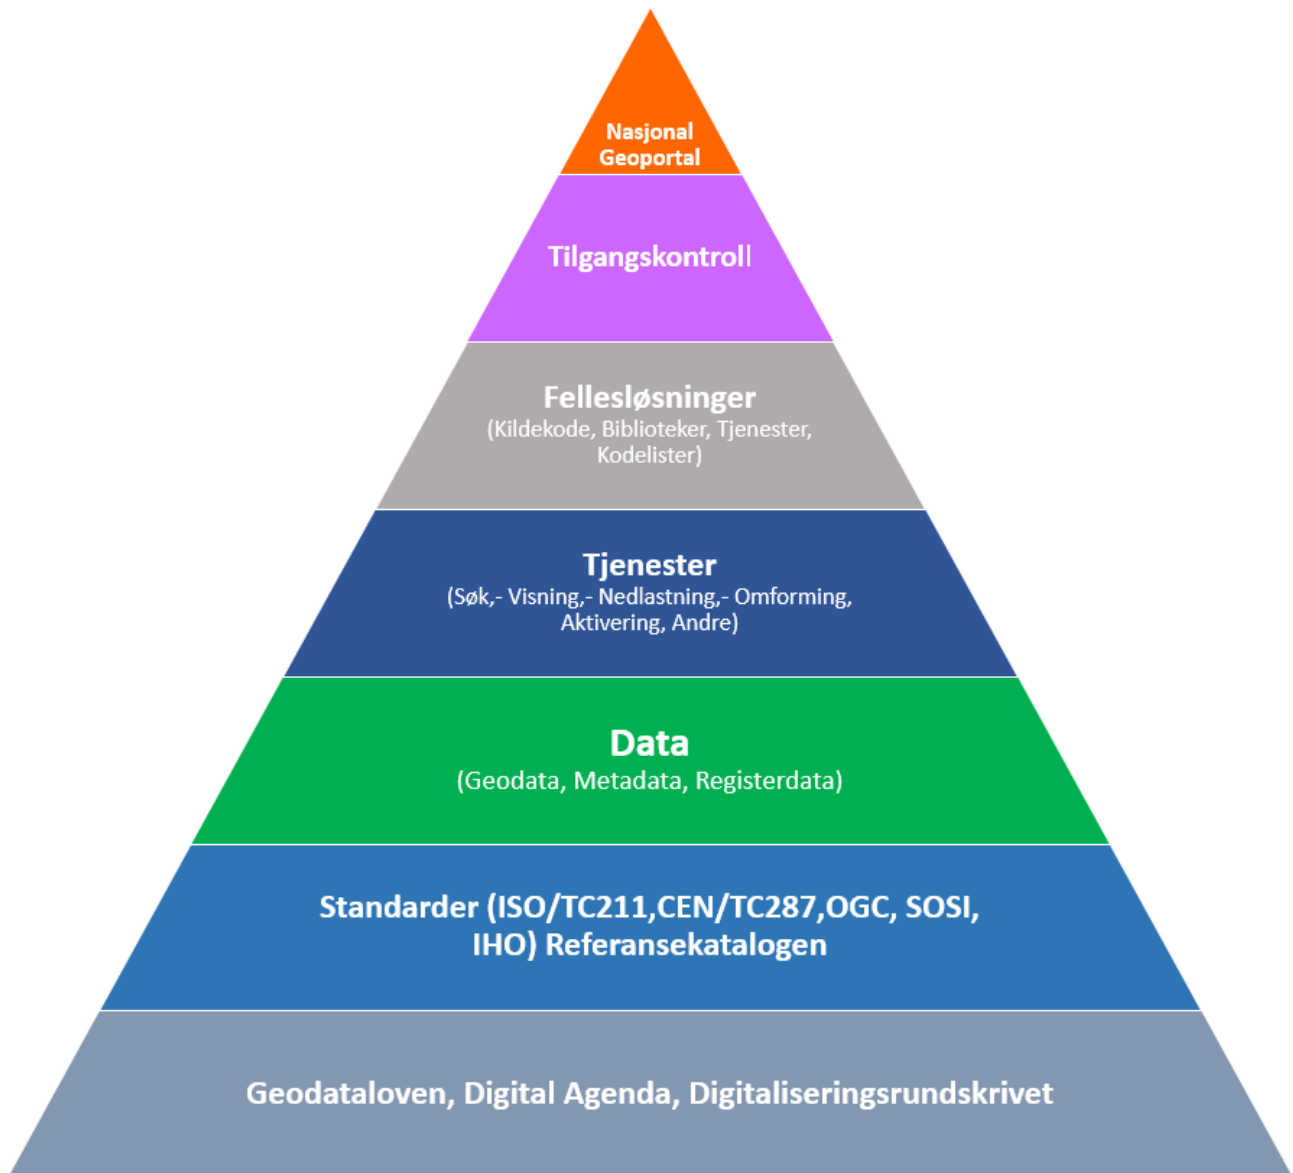 Nasjonal
Geoportal
Tilgangskontroll
Fellesløsninger
(Kildekode, Biblioteker, Tjenester,
Kodelister)
Tjenester
(Søk,- Visning,- Nedlastning,- Omforming,
Aktivering, Andre)
Data
(Geodata, Metadata, Registerdata)
Standarder (ISO/TC211,CEN/TC287,OGC, SOSI,
IHO) Referansekatalogen
Geodataloven, Digital Agenda, Digitaliseringsrundskrivet